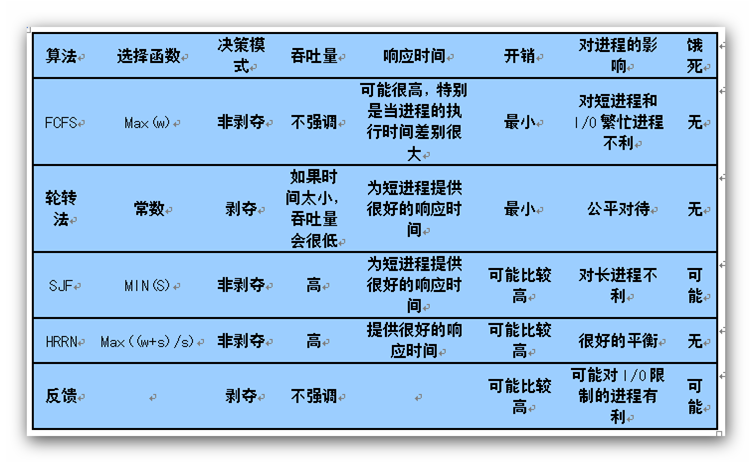 算法 选择函数 决策模式 吞吐量 响应时间 开销 对进程的影响 饿死
FCFS Max(w) 非剥夺 不强调 可能很高，特别是当进程的执行时间差别很大 最小 对短进程和I/O繁忙进程不利 无
轮转法 常数 剥夺 如果时间太小，吞吐量会很低 为短进程提供很好的响应时间 最小 公平对待 无
SJF MIN(S) 非剥夺 高 为短进程提供很好的响应时间 可能比较高 对长进程不利 可能
HRRN Max((w+s)/s) 非剥夺 高 提供很好的响应时间 可能比较高 很好的平衡 无
反馈 剥夺 不强调 可能比较高 可能对I/O限制的进程有利 可能